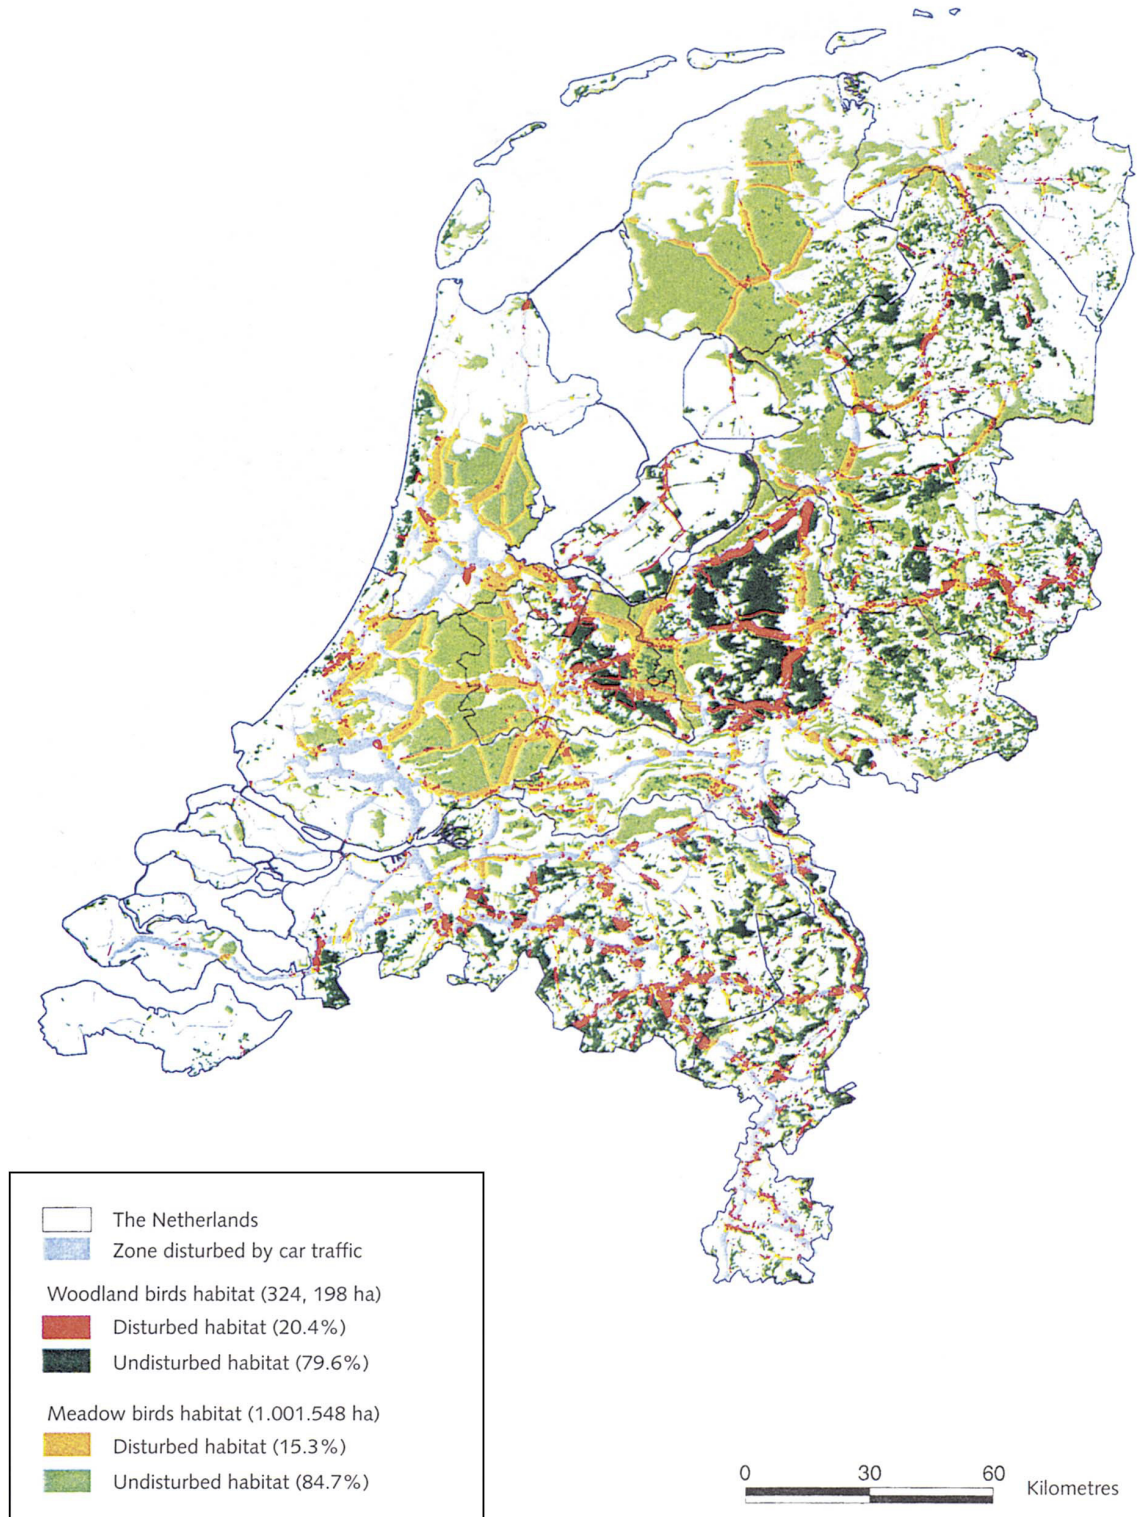 The Netherlands
Zone disturbed by car traffic
Woodland birds habitat (324, 198 ha)
Disturbed habitat (20.4%)
Undisturbed habitat (79.6%)
Meadow birds habitat (1.001.548 ha)
Disturbed habitat (15.3%)
Undisturbed habitat (84.7%)
0 30 60
Kilometres